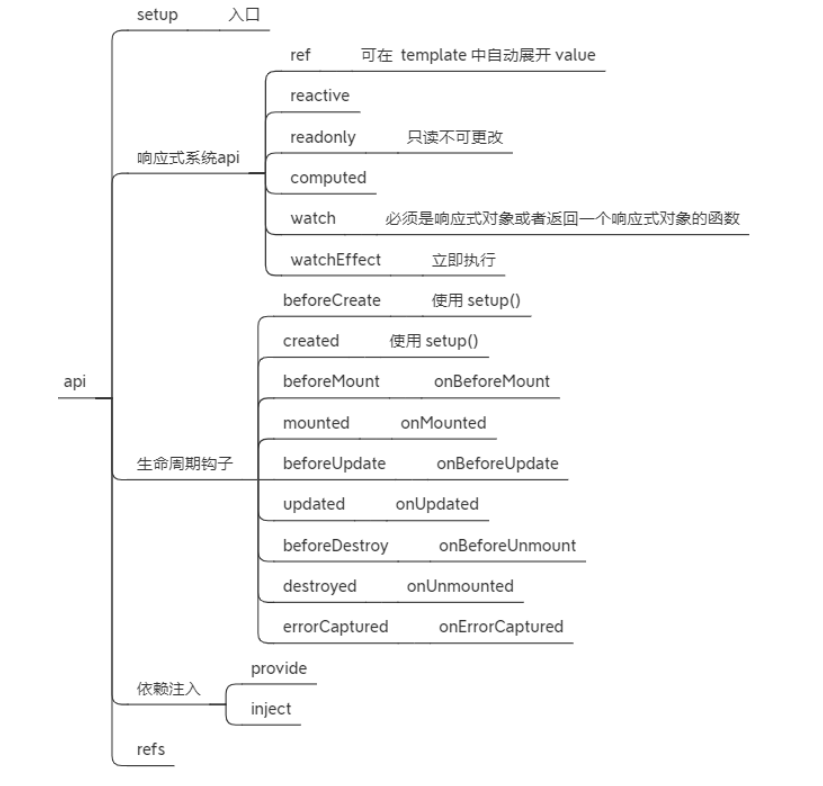 setup 入口
ref 可在 template 中自动展开 value
reactive
readonly 只读不可更改
响应式系统api
computed
watch 必须是响应式对象或者返回一个响应式对象的函数
watchEffect 立即执行
beforeCreate 使用 setup()
created 使用 setup()
api
beforeMount onBeforeMount
mounted onMounted
生命周期钩子
beforeUpdate onBeforeUpdate
updated onUpdated
beforeDestroy onBeforeUnmount
destroyed onUnmounted
errorCaptured onErrorCaptured
provide
依赖注入
inject
refs